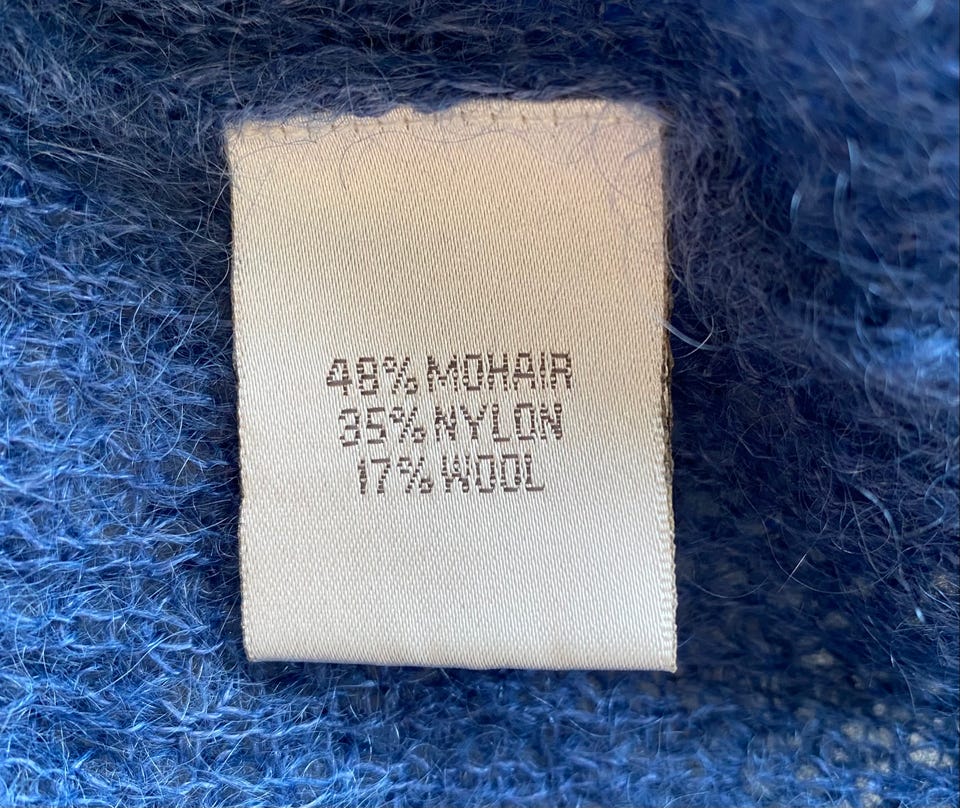 48% MOHAIR
35% NYLON
17% WOOL